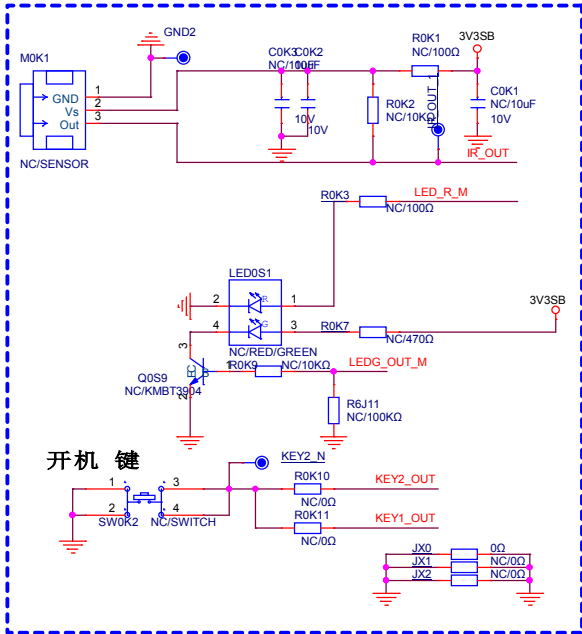 GND2
R0K1
NC/100Ω
3V3SB
M0K1
C0K3
C0K2
1
GND
2
Vs
3
Out
R0K2
NC/10K
C0K1
NC/10uF
10V
10V
10V
NC/SENSOR
IR_OUT
R0K3
LED_R_M
NC/100Ω
LED0S1
2
R
1
4
G
3
R0K7
3V3SB
NC/470Ω
NC/RED/GREEN
3
1
R0K9
NC/10KΩ
LEDG_OUT_M
Q0S9
NC/KMBT3904
2
R6J11
NC/100KΩ
开机 键
KEY2_N
1
3
R0K10
KEY2_OUT
NC/0Ω
2
4
SW0K2
NC/SWITCH
R0K11
KEY1_OUT
NC/0Ω
JX0
0Ω
JX1
NC/0Ω
JX2
NC/0Ω